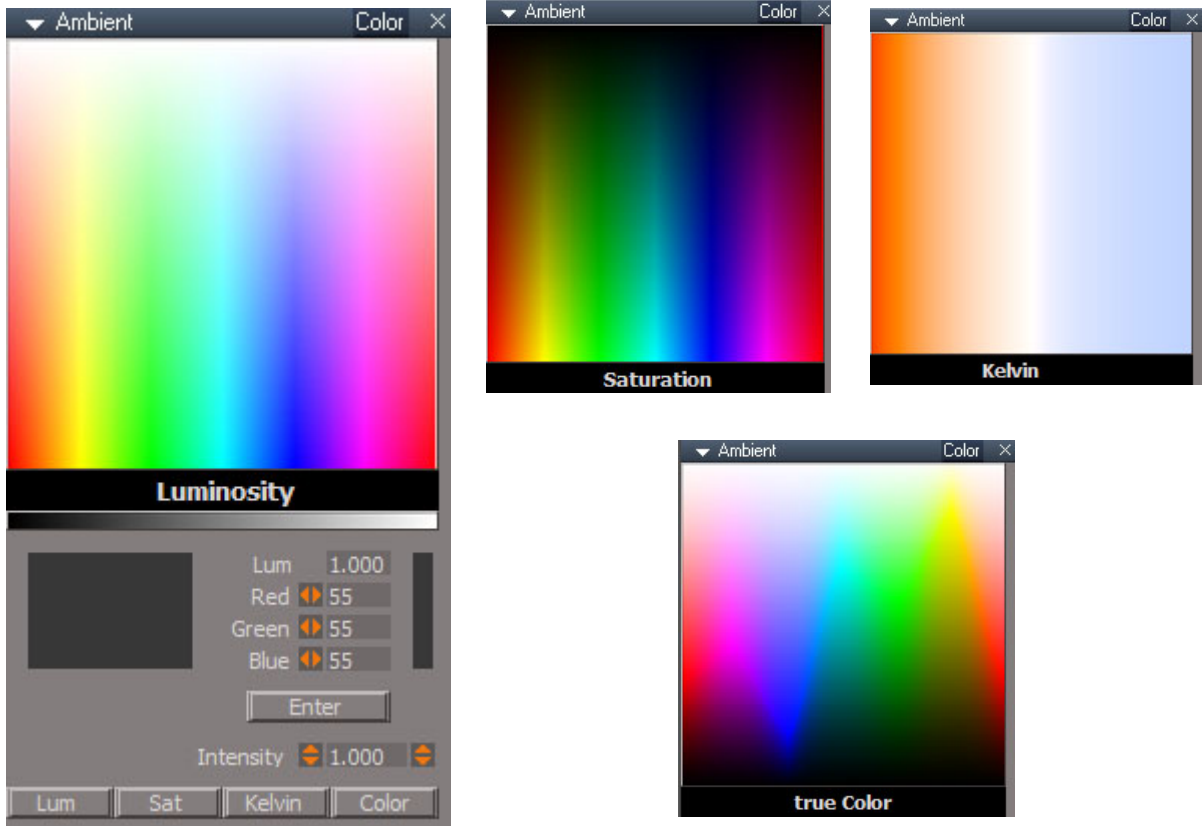 Ambient Color
Luminosity
Lum 1.000
Red 55
Green 55
Blue 55
Enter
Intensity 1.000
Lum Sat Kelvin Color
Ambient Color
Saturation
Ambient Color
Kelvin
Ambient Color
true Color